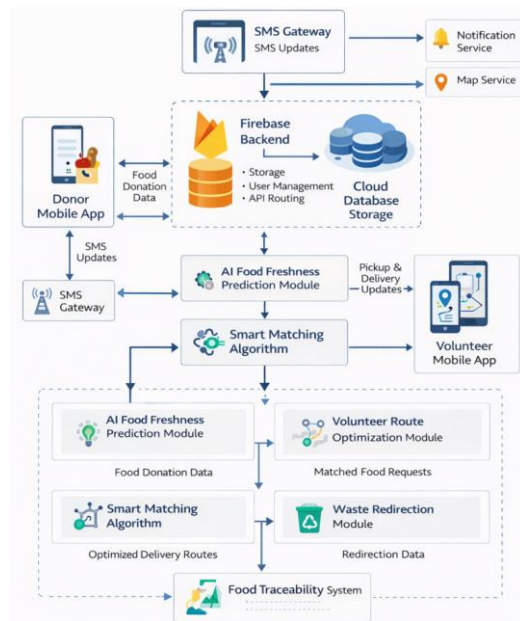 SMS Gateway
SMS Updates
Notification
Service
Map Service
Firebase
Backend
• Storage
• User Management
• API Routing
Cloud
Database
Storage
Donor
Mobile App
Food
Donation
Data
SMS
Updates
SMS
Gateway
AI Food Freshness
Prediction Module
Pickup &
Delivery
Updates
Smart Matching
Algorithm
Volunteer
Mobile App
AI Food Freshness
Prediction Module
Volunteer Route
Optimization Module
Food Donation Data
Matched Food Requests
Smart Matching
Algorithm
Waste Redirection
Module
Optimized Delivery Routes
Redirection Data
Food Traceability System